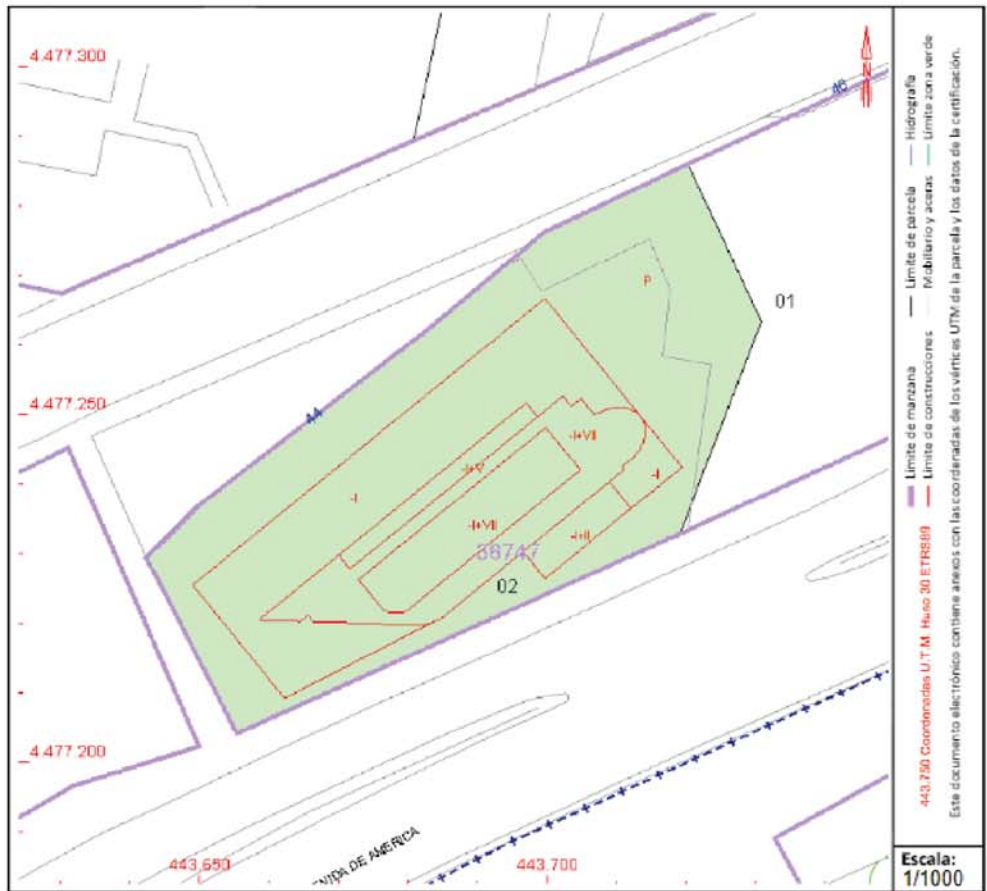 4.477.300
N
46
P
01
4.477.250
44
-I+VII
-I+V
-I
-I
-I+VII
-I+II
38747
02
4.477.200
443.650
443.700
NIDA DE AMERICA
Límite de manzana
Límite de parcela
Hidrografía
Límite de construcciones
Mobiliario y aceras
Límite zona verde
443.750 Coordenadas U.T.M. Huso 30 ETRS89
Este documento electrónico contiene anexos con las coordenadas de los vértices UTM de la parcela y los datos de la certificación.
Escala:
1/1000